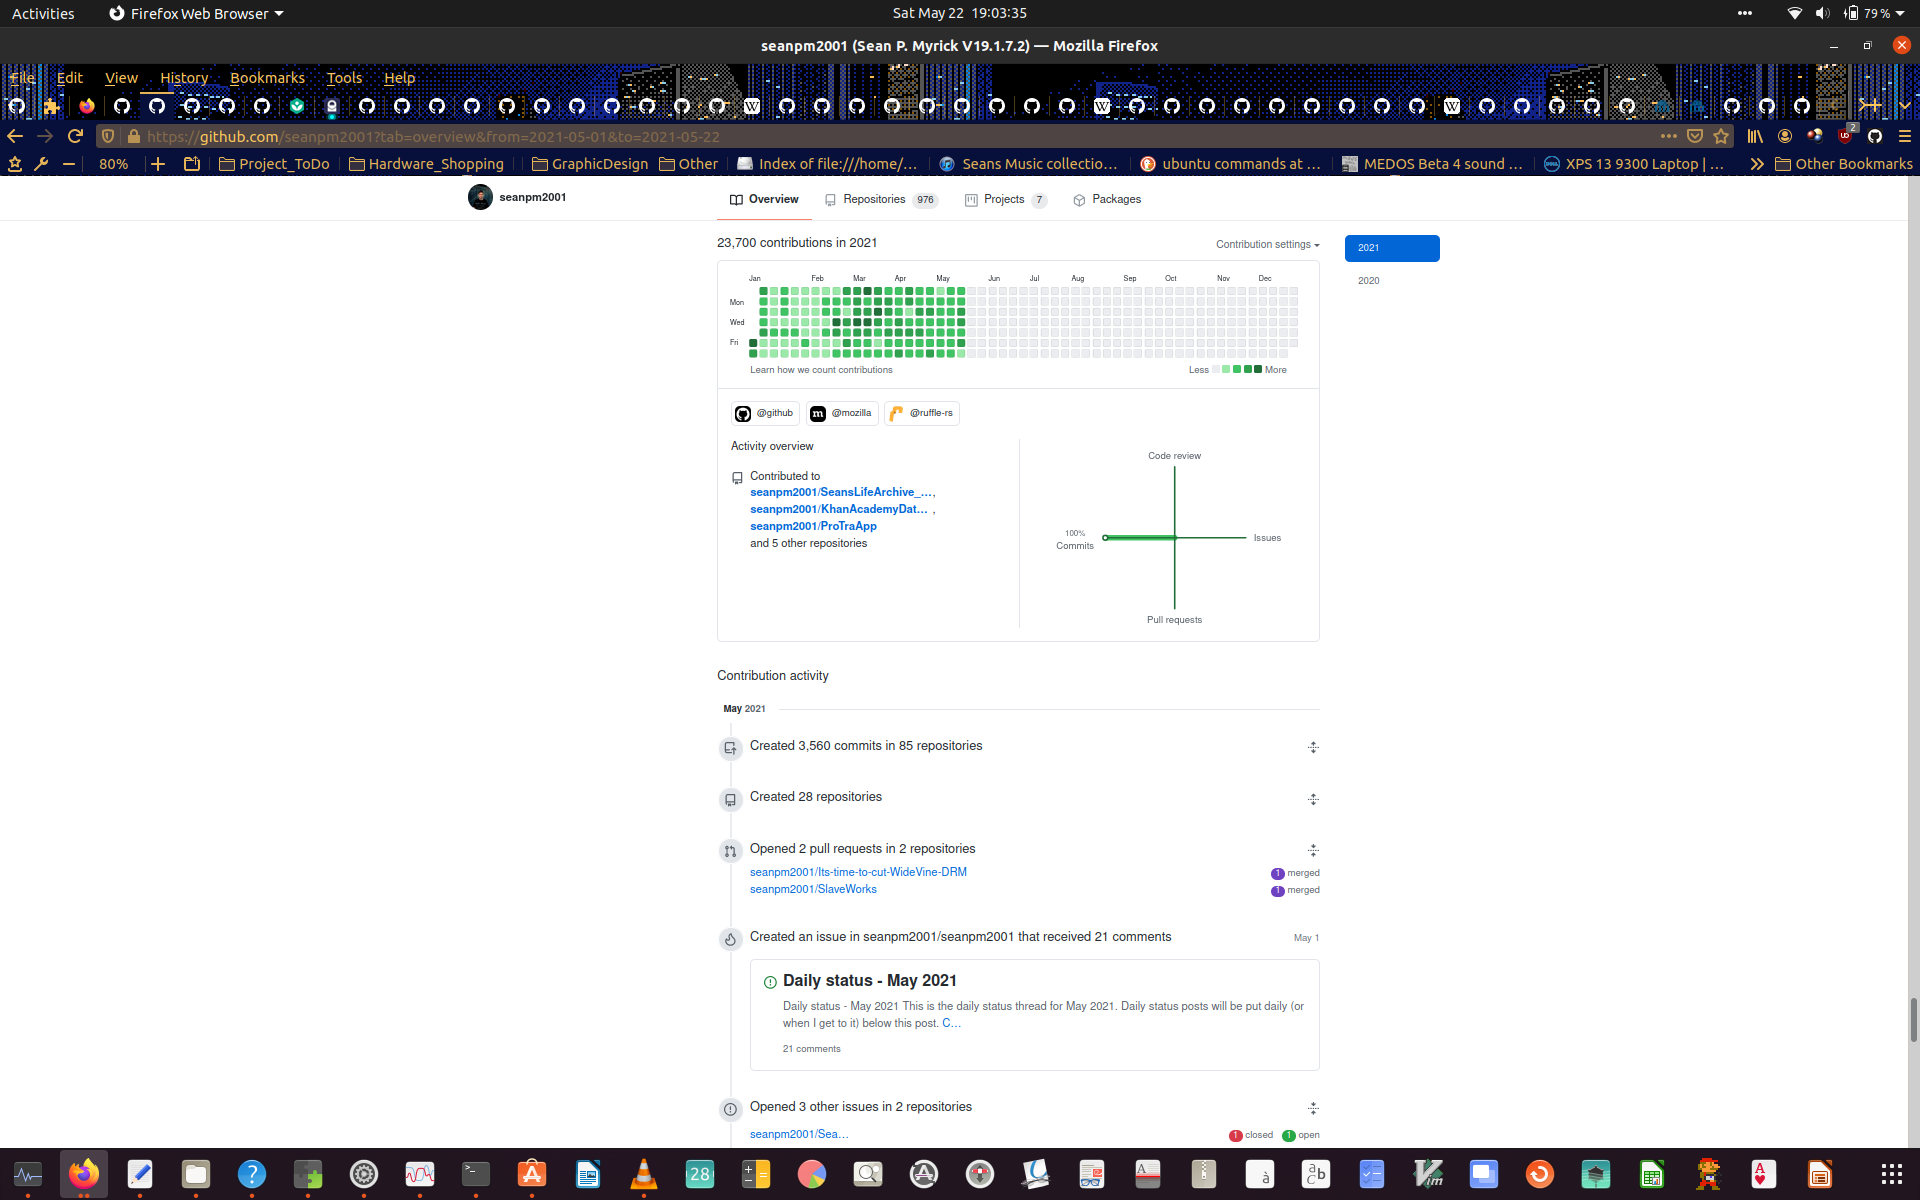 Activities Firefox Web Browser Sat May 22 19:03:35 79 %
seanpm2001 (Sean P. Myrick V19.1.7.2) — Mozilla Firefox
File Edit View History Bookmarks Tools Help
https://github.com/seanpm2001?tab=overview&from=2021-05-01&to=2021-05-22 2
80% Project_ToDo Hardware_Shopping GraphicDesign Other Index of file:///home/… Seans Music collectio… ubuntu commands at … MEDOS Beta 4 sound … XPS 13 9300 Laptop | … Other Bookmarks
seanpm2001 Overview Repositories 976 Projects 7 Packages
23,700 contributions in 2021 Contribution settings 2021
2020
Jan Feb Mar Apr May Jun Jul Aug Sep Oct Nov Dec
Mon
Wed
Fri
Learn how we count contributions Less More
@github @mozilla @ruffle-rs
Activity overview
Contributed to
seanpm2001/SeansLifeArchive_…,
seanpm2001/KhanAcademyDat… ,
seanpm2001/ProTraApp
and 5 other repositories
Code review
100%
Commits
Issues
Pull requests
Contribution activity
May 2021
Created 3,560 commits in 85 repositories
Created 28 repositories
Opened 2 pull requests in 2 repositories
seanpm2001/Its-time-to-cut-WideVine-DRM 1 merged
seanpm2001/SlaveWorks 1 merged
Created an issue in seanpm2001/seanpm2001 that received 21 comments May 1
Daily status - May 2021
Daily status - May 2021 This is the daily status thread for May 2021. Daily status posts will be put daily (or
when I get to it) below this post. C…
21 comments
Opened 3 other issues in 2 repositories
seanpm2001/Sea… 1 closed 1 open
28